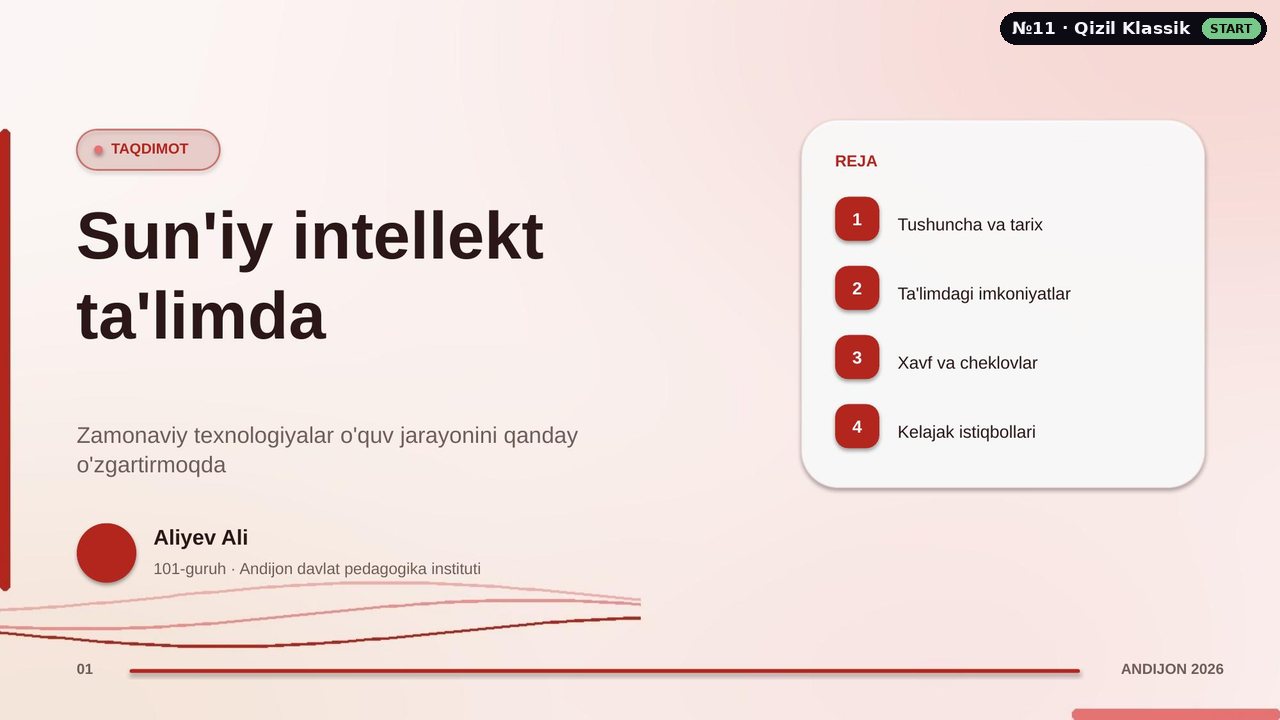 №11 · Qizil Klassik START
TAQDIMOT
Sun'iy intellekt
ta'limda
Zamonaviy texnologiyalar o'quv jarayonini qanday
o'zgartirmoqda
Aliyev Ali
101-guruh · Andijon davlat pedagogika instituti
REJA
1 Tushuncha va tarix
2 Ta'limdagi imkoniyatlar
3 Xavf va cheklovlar
4 Kelajak istiqbollari
01
ANDIJON 2026